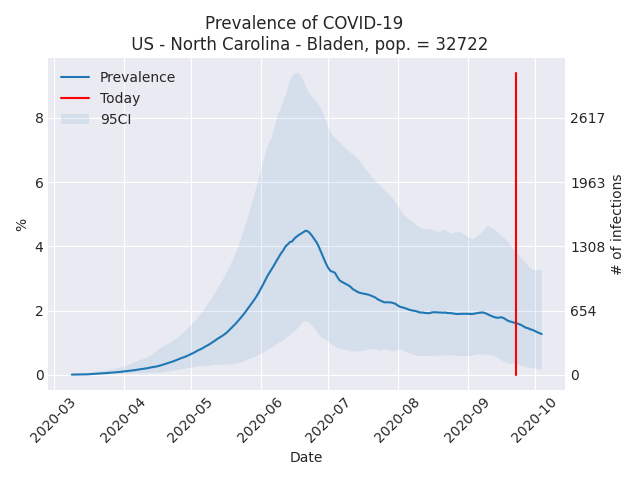 Prevalence of COVID-19
US - North Carolina - Bladen, pop. = 32722
Prevalence
Today
95CI
%
8
6
4
2
0
2617
1963
1308
654
0
# of infections
2020-03
2020-04
2020-05
2020-06
2020-07
2020-08
2020-09
2020-10
Date